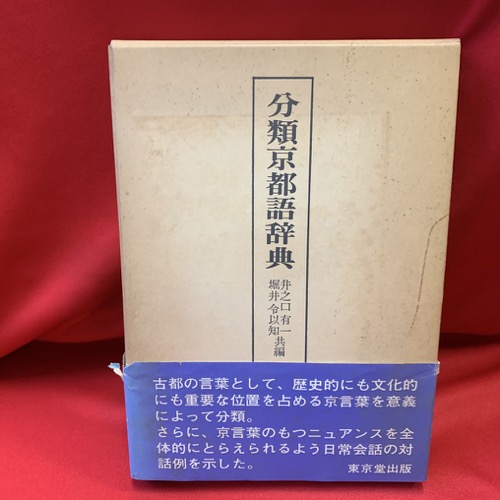 分類京都語辞典
井之口有一
堀井令以知共編
古都の言葉として、歴史的にも文化的
にも重要な位置を占める京言葉を意義
によって分類。
さらに、京言葉のもつニュアンスを全
体的にとらえられるよう日常会話の対
話例を示した。
東京堂出版